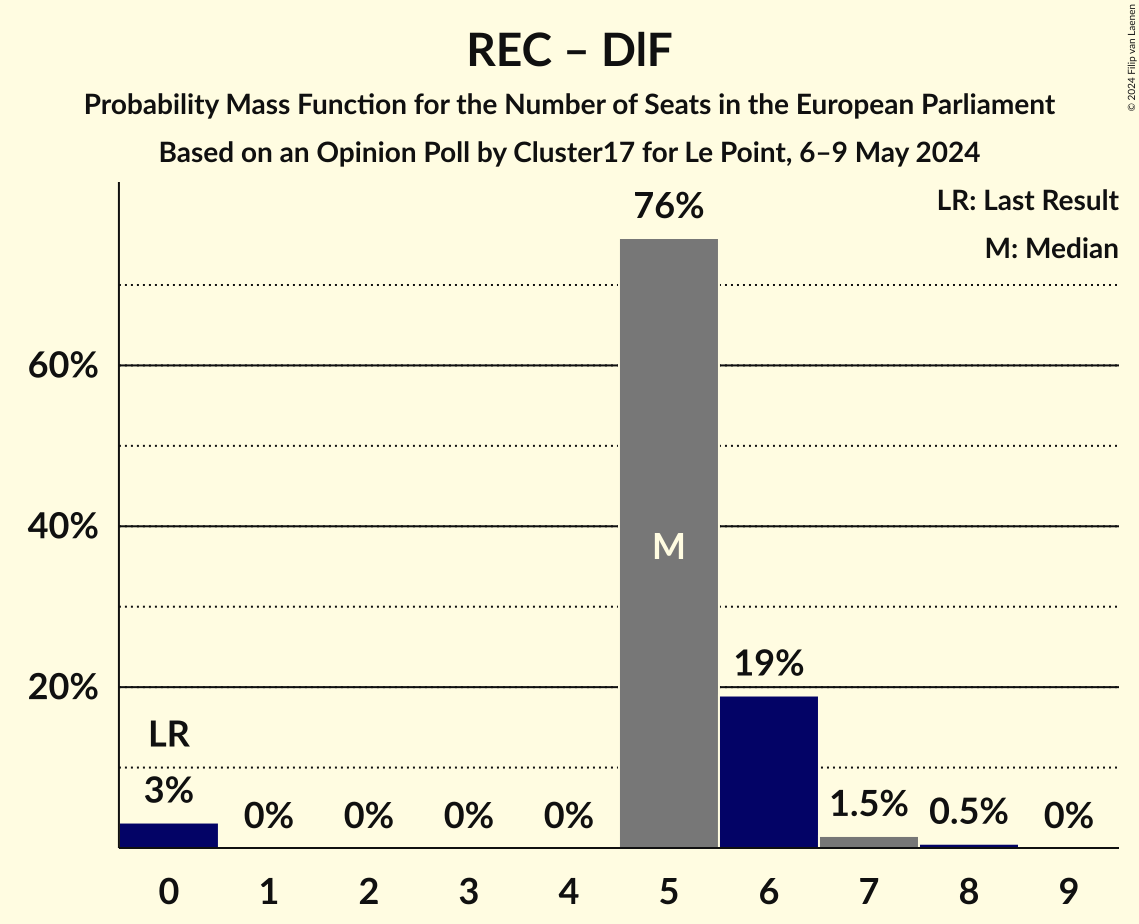 REC – DlF
Probability Mass Function for the Number of Seats in the European Parliament
Based on an Opinion Poll by Cluster17 for Le Point, 6–9 May 2024
© 2024 Filip van Laenen
LR: Last Result
M: Median
76%
60%
40%
20%
M
19%
LR
3%
0%
0%
0%
0%
1.5%
0.5%
0%
0 1 2 3 4 5 6 7 8 9